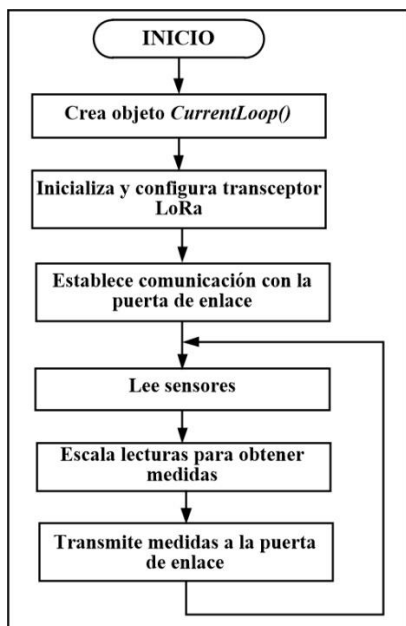 INICIO
Crea objeto CurrentLoop()
Inicializa y configura transceptor
LoRa
Establece comunicación con la
puerta de enlace
Lee sensores
Escala lecturas para obtener
medidas
Transmite medidas a la puerta
de enlace